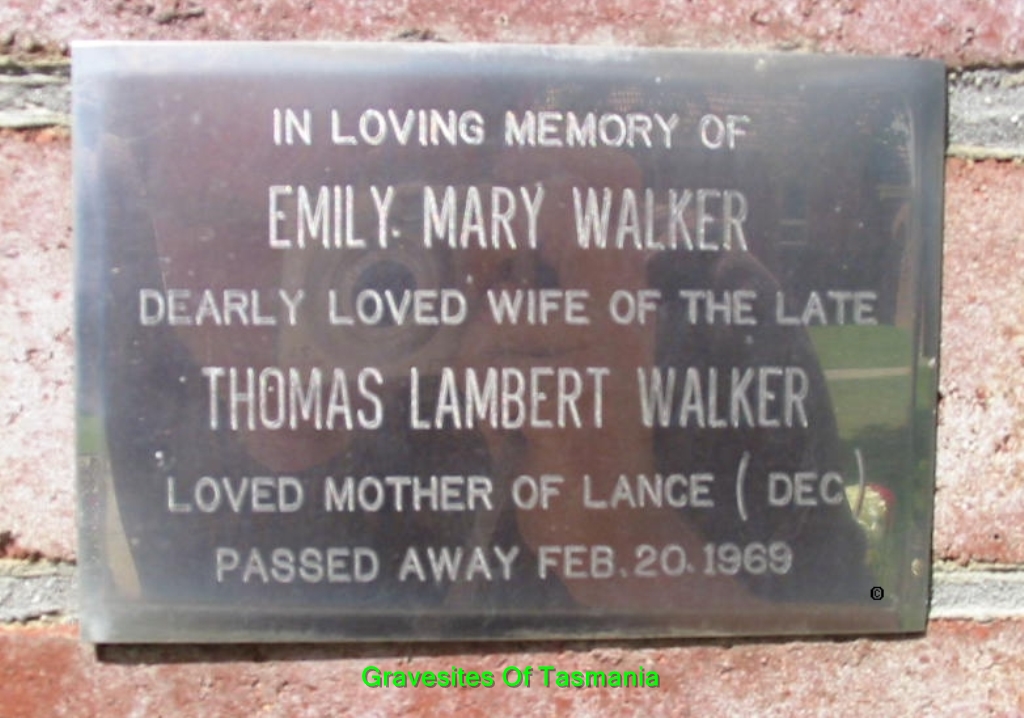 IN LOVING MEMORY OF
EMILY MARY WALKER
DEARLY LOVED WIFE OF THE LATE
THOMAS LAMBERT WALKER
LOVED MOTHER OF LANCE ( DEC )
PASSED AWAY FEB. 20. 1969
©
Gravesites Of Tasmania